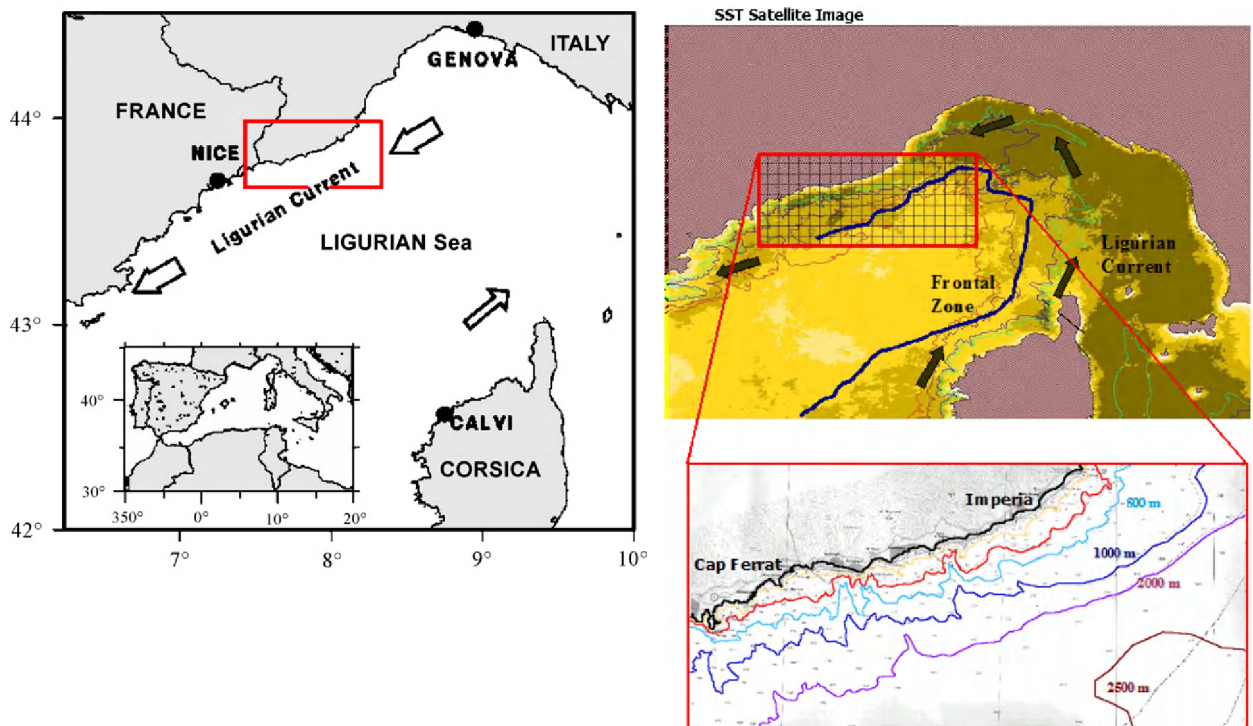 SST Satellite Image
ITALY
GENOVA
FRANCE
44°
NICE
Ligurian Current
LIGURIAN Sea
43°
CALVI
CORSICA
42°
7°
8°
9°
10°
40°
30°
350°
0°
10°
20°
Ligurian
Current
Frontal
Zone
Imperia
500 m
Cap Ferrat
1000 m
2000 m
2500 m